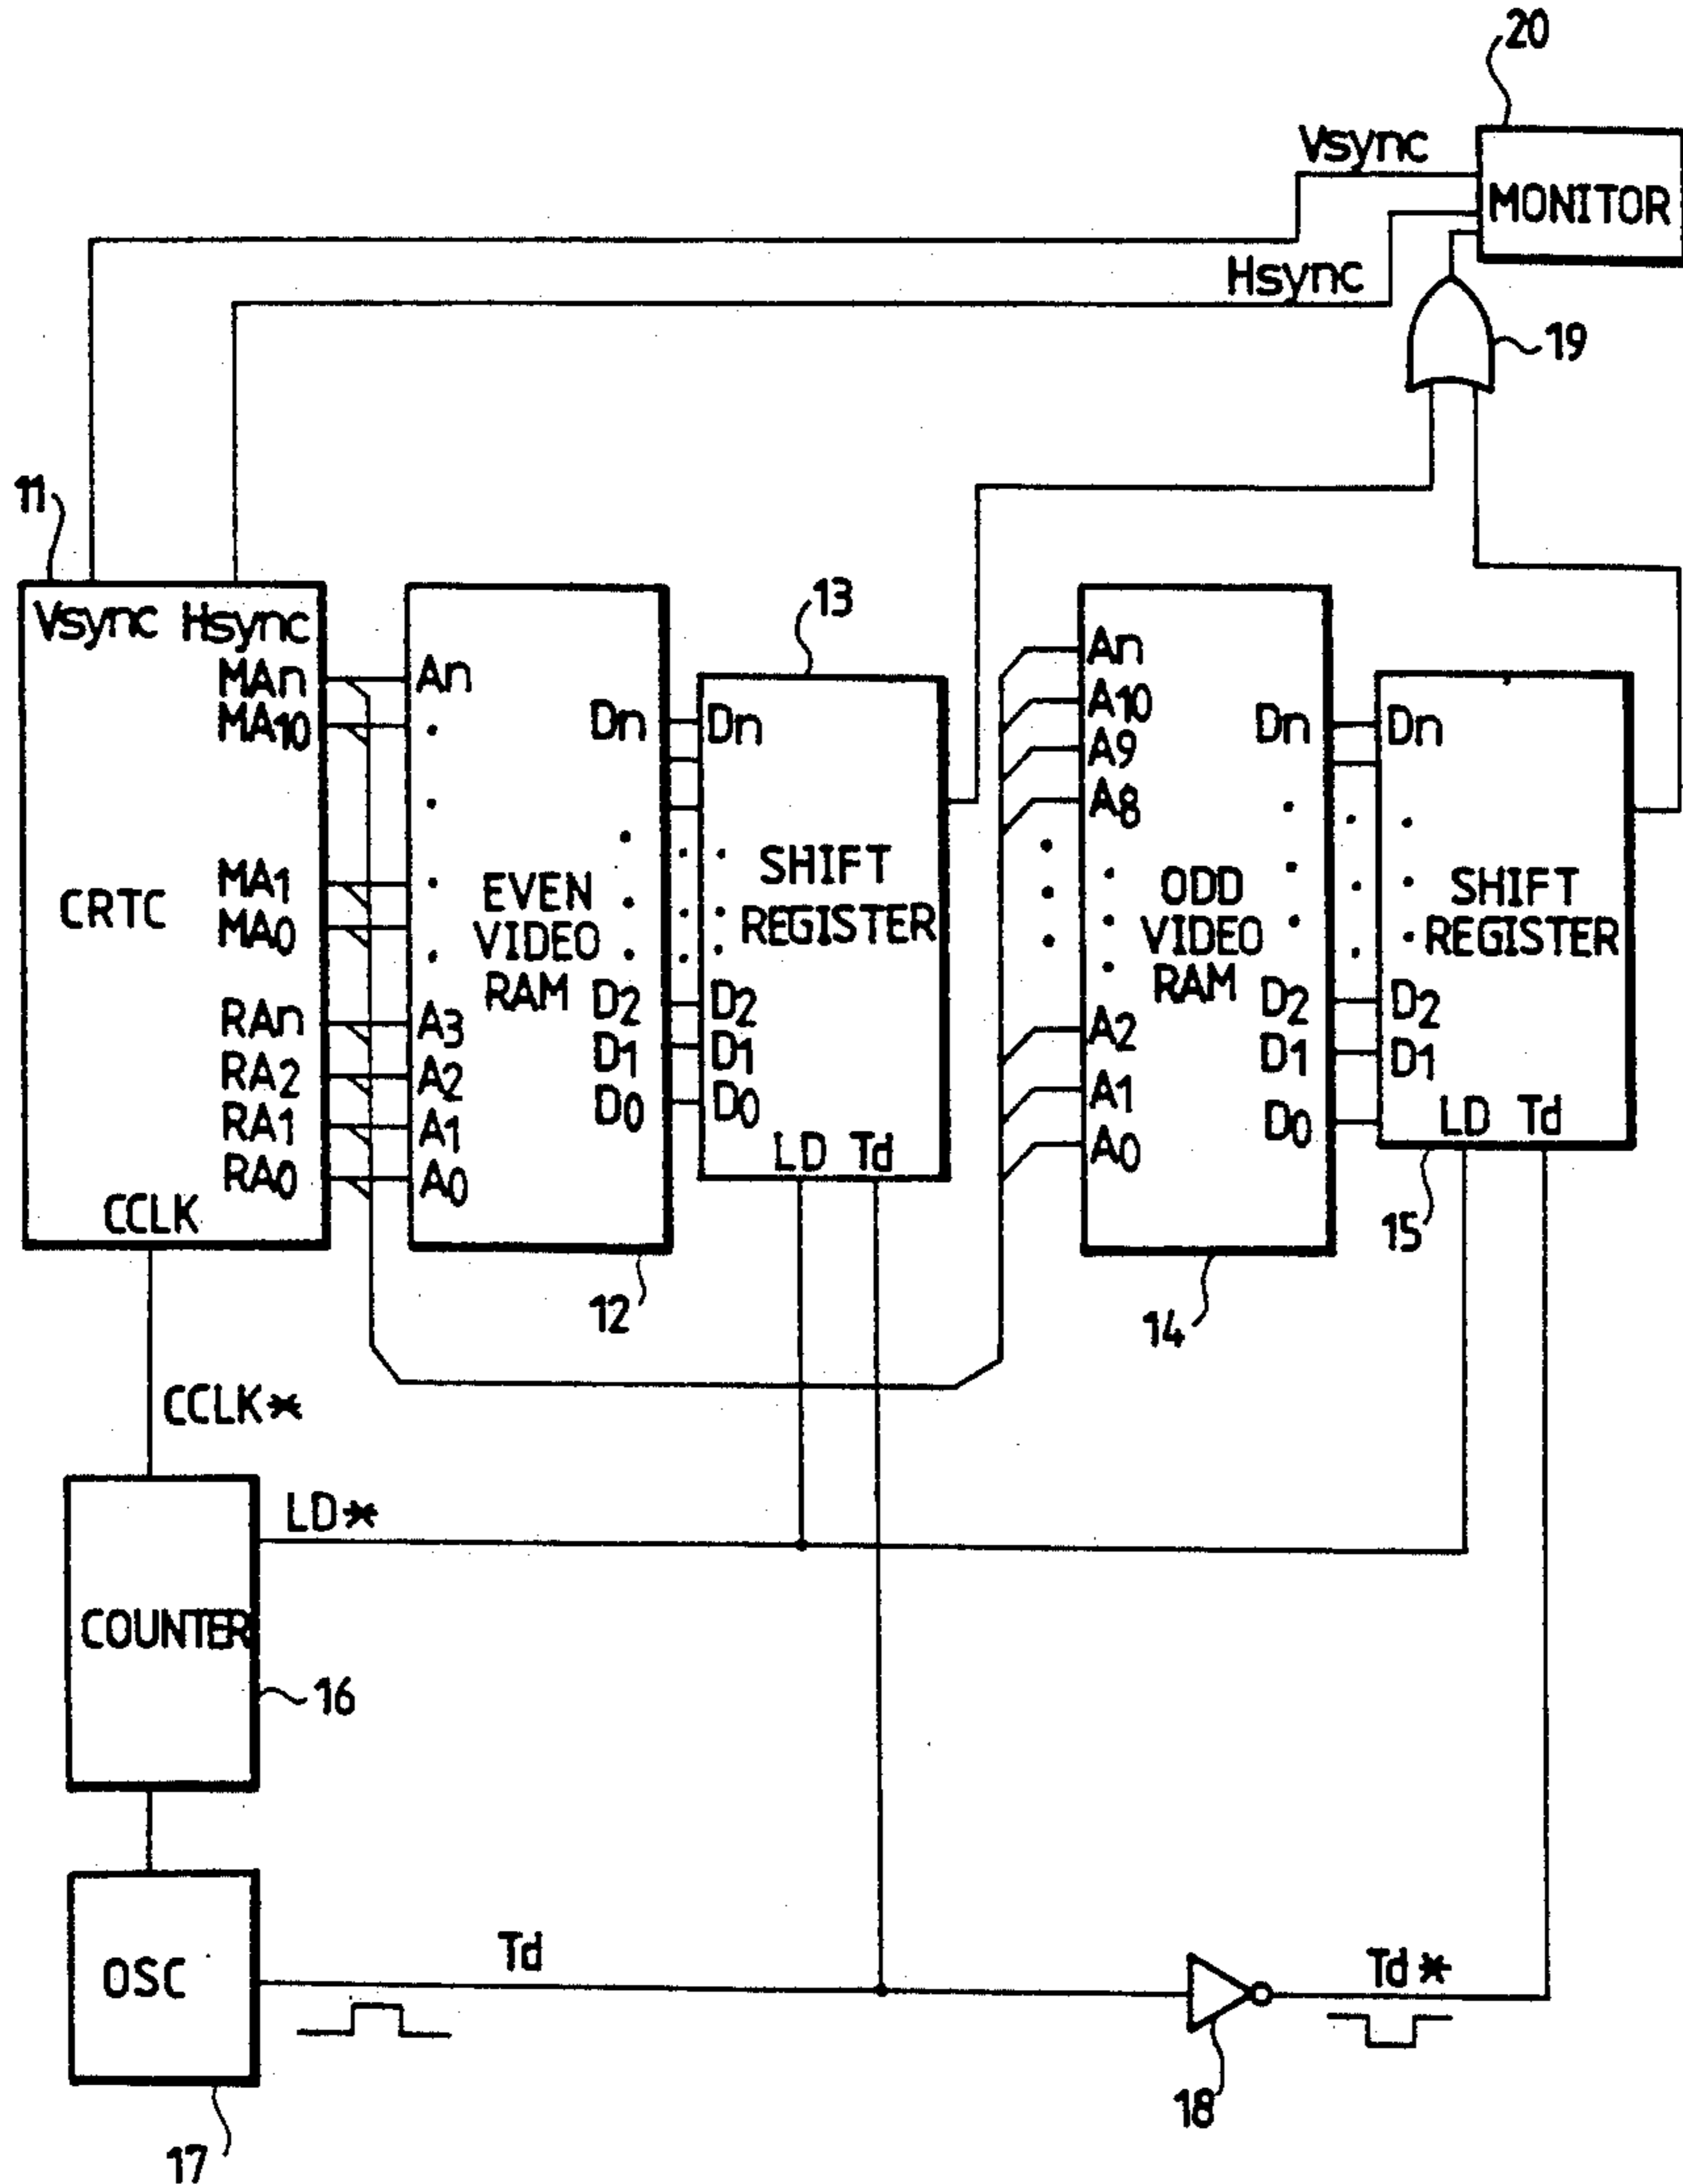 20
Vsync
MONITOR
Hsync
19
11
Vsync Hsync
MAn
MA10
MA1
MA0
CRTC
RAn
RA2
RA1
RA0
CCLK
An
A3
A2
A1
A0
EVEN
VIDEO
RAM
Dn
D2
D1
D0
12
13
Dn
SHIFT
REGISTER
D2
D1
D0
LD Td
An
A10
A9
A8
A2
A1
A0
ODD
VIDEO
RAM
Dn
D2
D1
D0
14
Dn
SHIFT
REGISTER
D2
D1
LD Td
15
CCLK*
LD*
COUNTER
16
OSC
Td
Td*
17
18